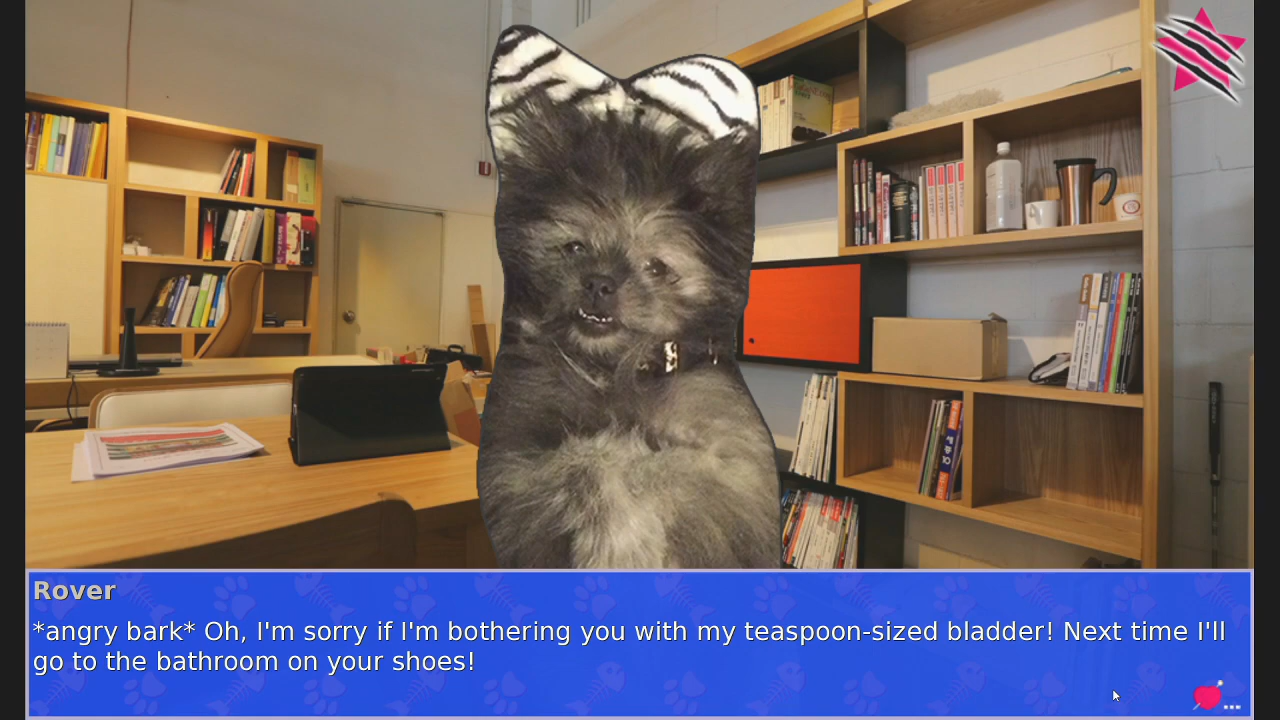 Rover
*angry bark* Oh, I'm sorry if I'm bothering you with my teaspoon-sized bladder! Next time I'll
go to the bathroom on your shoes!